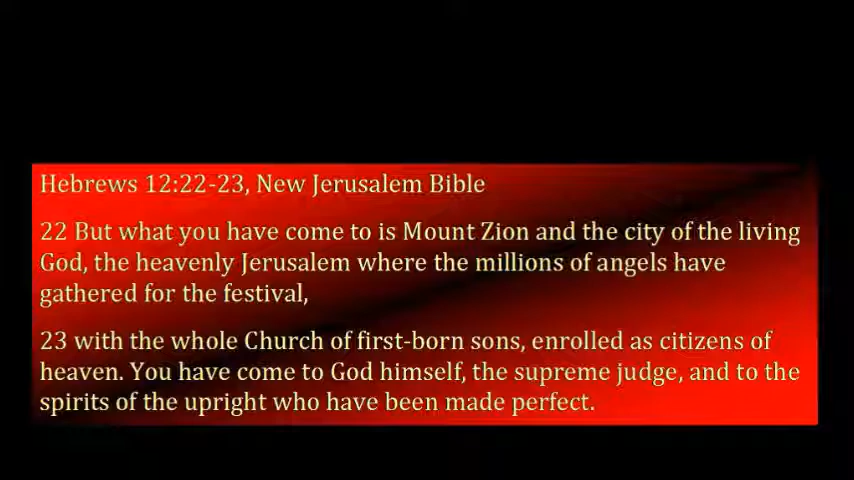 Hebrews 12:22-23, New Jerusalem Bible
22 But what you have come to is Mount Zion and the city of the living
God, the heavenly Jerusalem where the millions of angels have
gathered for the festival,
23 with the whole Church of first-born sons, enrolled as citizens of
heaven. You have come to God himself, the supreme judge, and to the
spirits of the upright who have been made perfect.